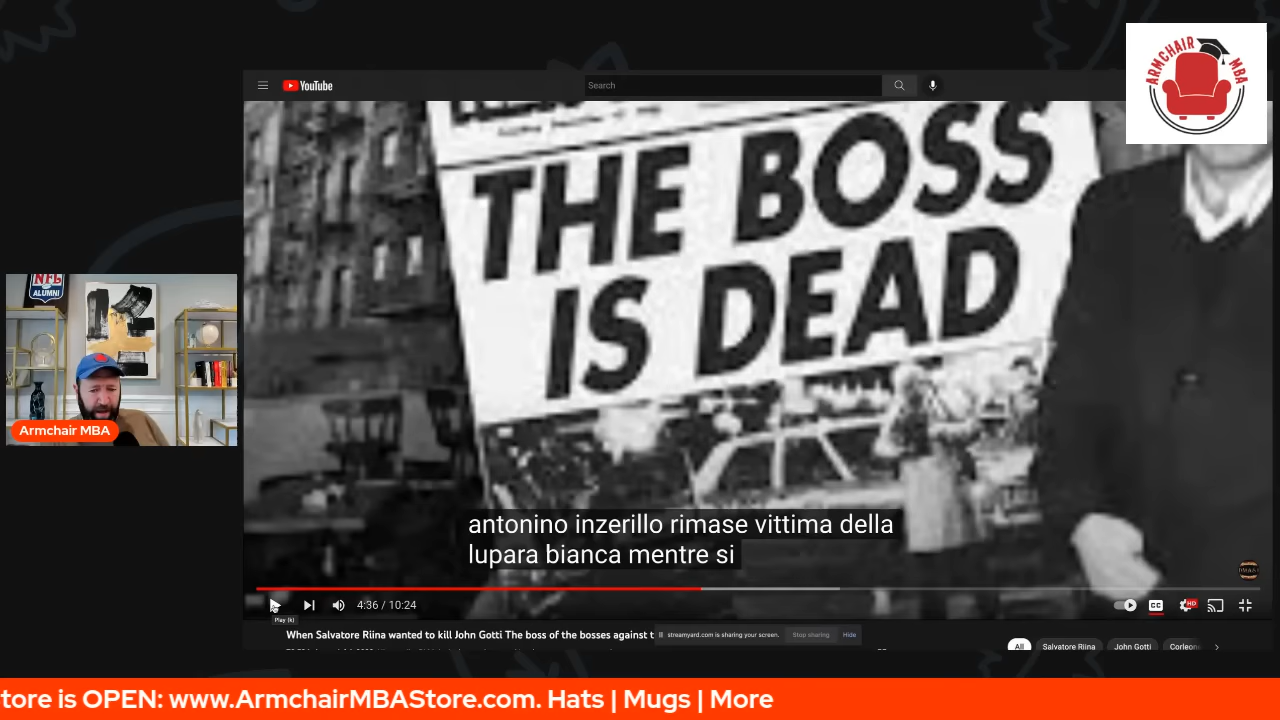 ARMCHAIR MBA
YouTube
Search
THE BOSS
IS DEAD
NFL
ALUMNI
Armchair MBA
antonino inzerillo rimase vittima della
lupara bianca mentre si
4:36 / 10:24
CC
HD
Play (k)
When Salvatore Riina wanted to kill John Gotti The boss of the bosses against t
streamyard.com is sharing your screen.
Stop sharing
Hide
All
Salvatore Riina
John Gotti
Corleon
tore is OPEN: www.ArmchairMBAStore.com. Hats | Mugs | More